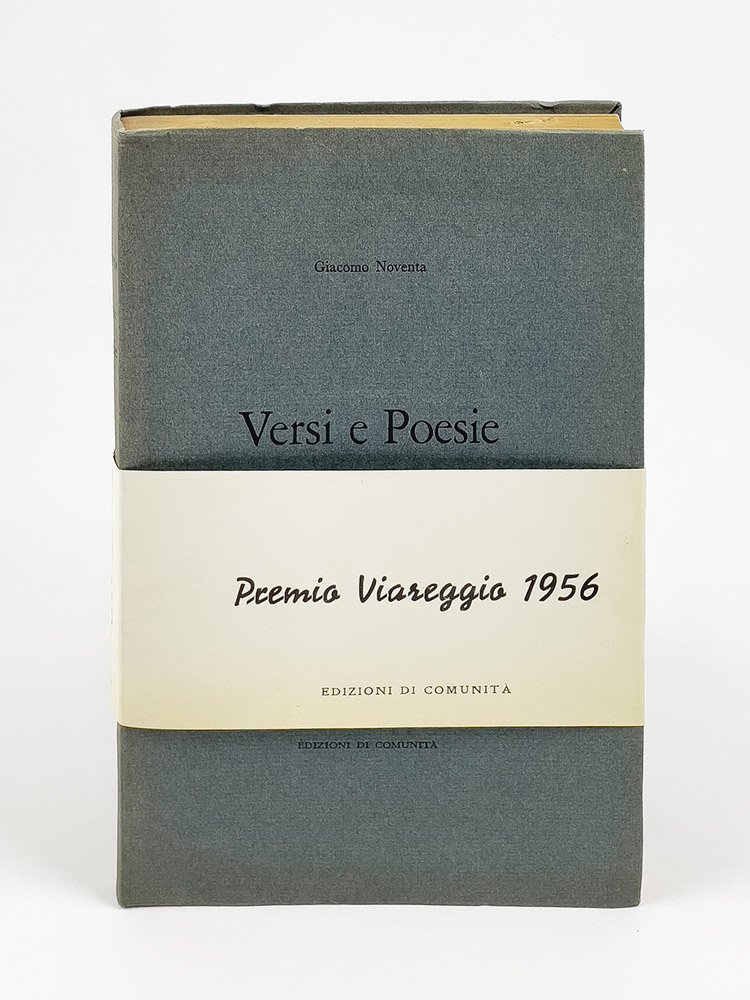 Giacomo Noventa
Versi e Poesie
Premio Viareggio 1956
EDIZIONI DI COMUNITÀ
EDIZIONI DI COMUNITÀ